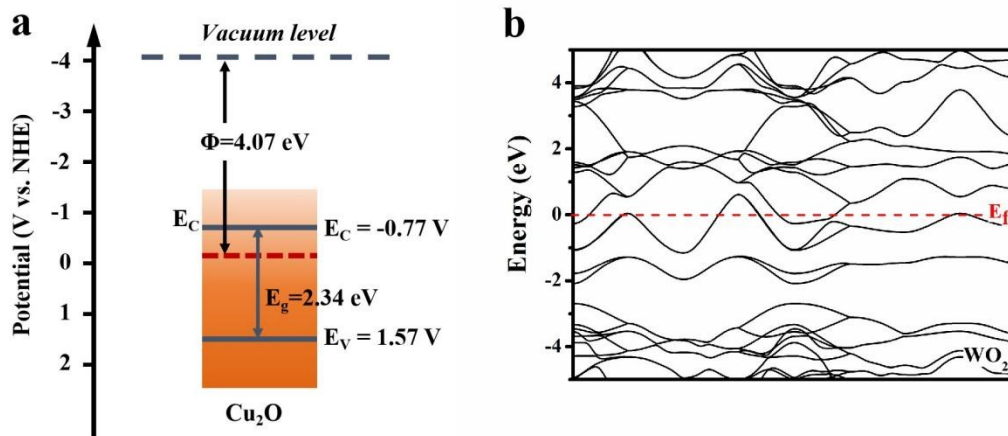 a
Potential (V vs. NHE)
-4
-3
-2
-1
0
1
2
Vacuum level
Φ=4.07 eV
E_C
E_C = -0.77 V
E_g=2.34 eV
E_V = 1.57 V
Cu₂O
b
Energy (eV)
4
2
0
-2
-4
E_f
WO₂